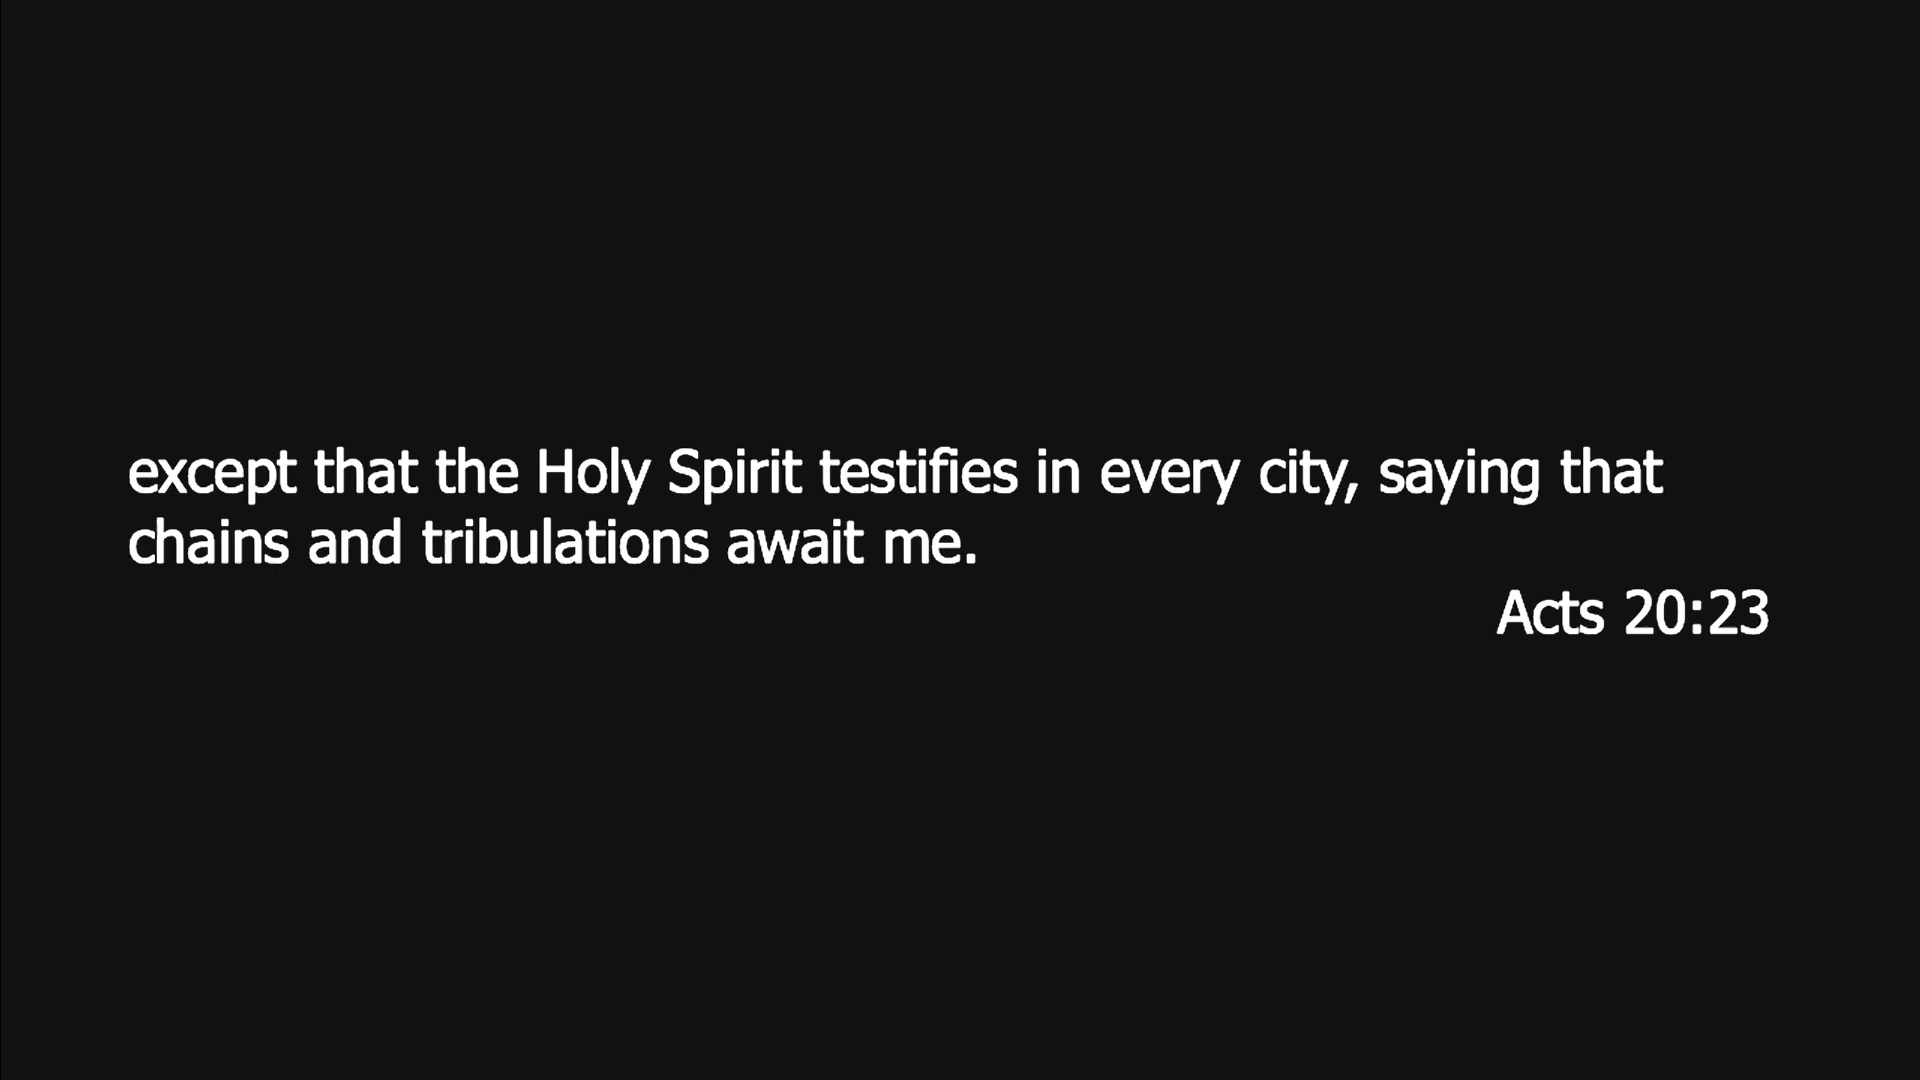 except that the Holy Spirit testifies in every city, saying that
chains and tribulations await me.
Acts 20:23